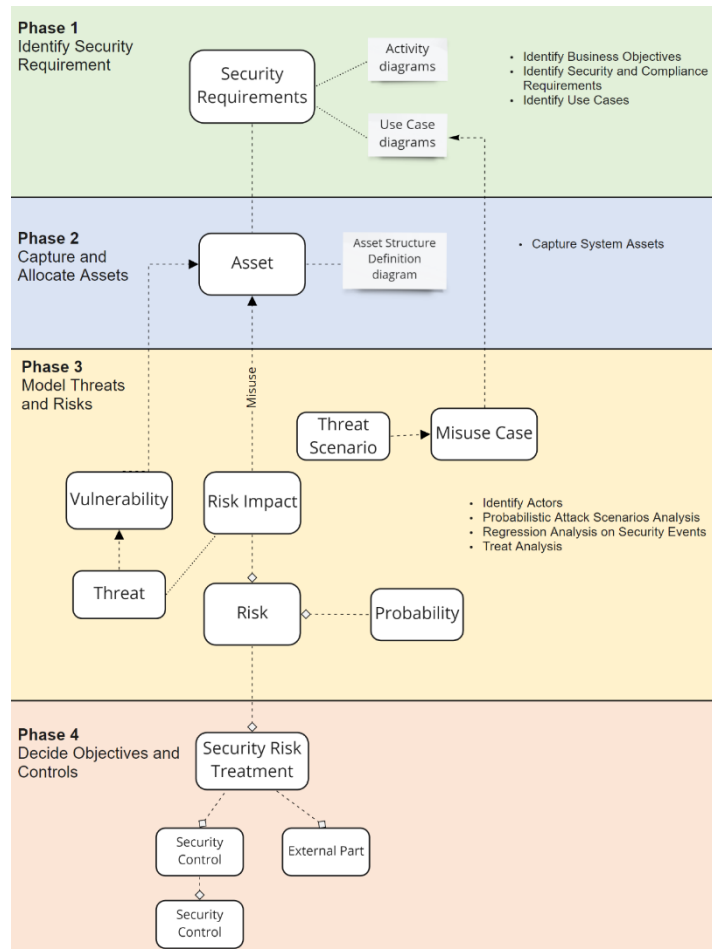 Phase 1
Identify Security
Requirement
Security
Requirements
Activity
diagrams
Use Case
diagrams
• Identify Business Objectives
• Identify Security and Compliance
Requirements
• Identify Use Cases
Phase 2
Capture and
Allocate Assets
Asset
Asset Structure
Definition
diagram
• Capture System Assets
Phase 3
Model Threats
and Risks
Misuse
Threat
Scenario
Misuse Case
Vulnerability
Risk Impact
• Identify Actors
• Probabilistic Attack Scenarios Analysis
• Regression Analysis on Security Events
• Treat Analysis
Threat
Risk
Probability
Phase 4
Decide Objectives and
Controls
Security Risk
Treatment
Security
Control
External Part
Security
Control